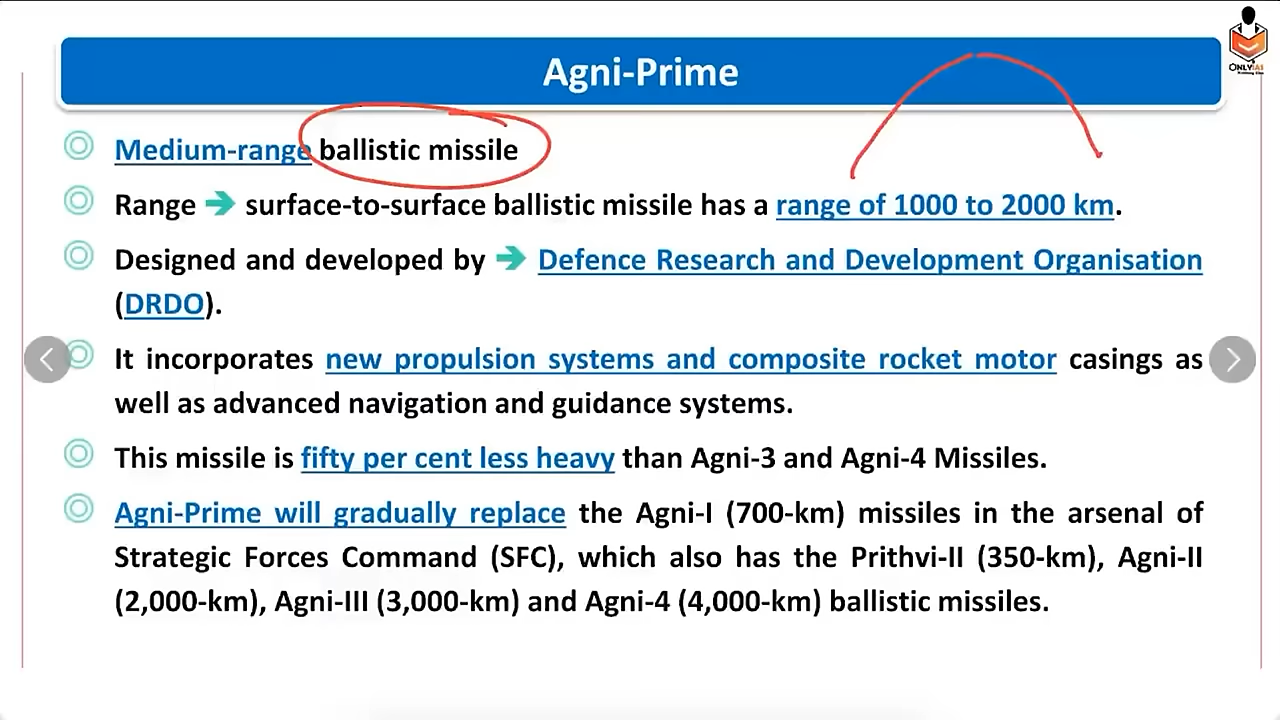 Agni-Prime
ONLYIAS
Medium-range ballistic missile
Range ➔ surface-to-surface ballistic missile has a range of 1000 to 2000 km.
Designed and developed by ➔ Defence Research and Development Organisation
(DRDO).
It incorporates new propulsion systems and composite rocket motor casings as
well as advanced navigation and guidance systems.
This missile is fifty per cent less heavy than Agni-3 and Agni-4 Missiles.
Agni-Prime will gradually replace the Agni-I (700-km) missiles in the arsenal of
Strategic Forces Command (SFC), which also has the Prithvi-II (350-km), Agni-II
(2,000-km), Agni-III (3,000-km) and Agni-4 (4,000-km) ballistic missiles.